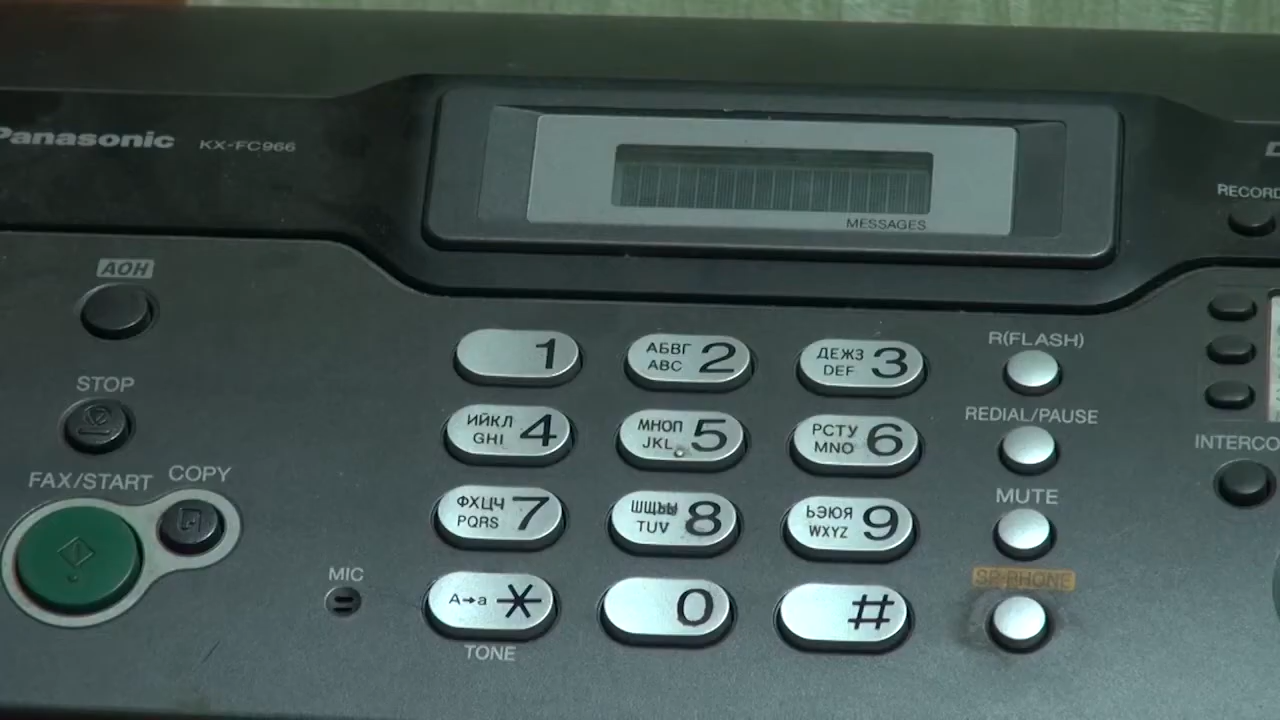 Panasonic KX-FC966
MESSAGES
RECORD
АОН
STOP
FAX/START COPY
MIC
1
АБВГ ABC 2
ДЕЖЗ DEF 3
ИЙКЛ GHI 4
МНОП JKL 5
РСТУ MNO 6
ФХЦЧ PQRS 7
TUV 8
ЬЭЮЯ WXYZ 9
A→a *
TONE
0
#
R(FLASH)
REDIAL/PAUSE
MUTE
SP-PHONE
INTERCO